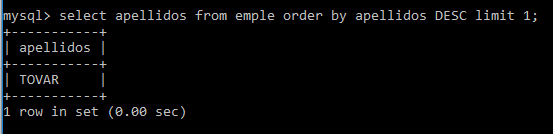 mysql> select apellidos from emple order by apellidos DESC limit 1;
+-----------+
| apellidos |
+-----------+
| TOVAR     |
+-----------+
1 row in set (0.00 sec)